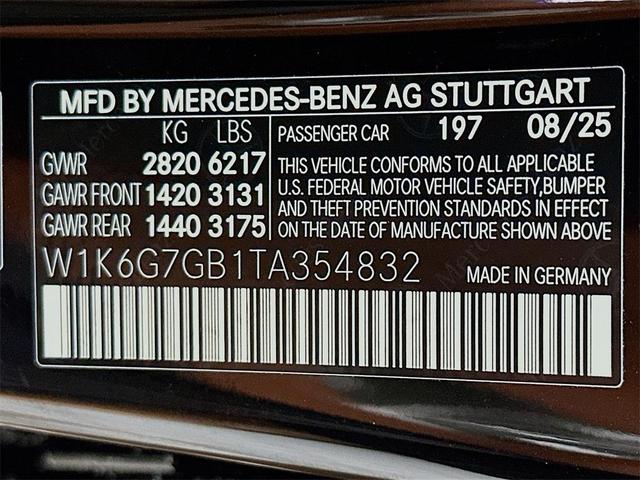 MFD BY MERCEDES-BENZ AG STUTTGART
KG LBS
GVWR 2820 6217
GAWR FRONT 1420 3131
GAWR REAR 1440 3175
PASSENGER CAR 197 08/25
THIS VEHICLE CONFORMS TO ALL APPLICABLE
U.S. FEDERAL MOTOR VEHICLE SAFETY,BUMPER
AND THEFT PREVENTION STANDARDS IN EFFECT
ON THE DATE OF MANUFACTURE SHOWN ABOVE.
W1K6G7GB1TA354832
MADE IN GERMANY